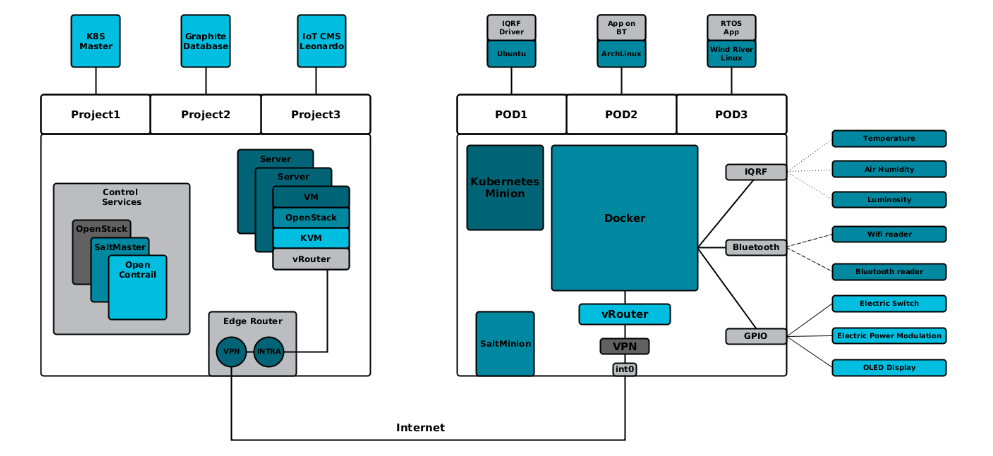 K8S
Master
Graphite
Database
IoT CMS
Leonardo
Project1
Project2
Project3
Server
Server
VM
OpenStack
KVM
vRouter
Control
Services
OpenStack
SaltMaster
Open
Contrail
Edge Router
VPN
INTRA
Internet
IQRF
Driver
Ubuntu
App on
BT
ArchLinux
RTOS
App
Wind River
Linux
POD1
POD2
POD3
Kubernetes
Minion
Docker
SaltMinion
vRouter
VPN
int0
IQRF
Bluetooth
GPIO
Temperature
Air Humidity
Luminosity
Wifi reader
Bluetooth reader
Electric Switch
Electric Power Modulation
OLED Display